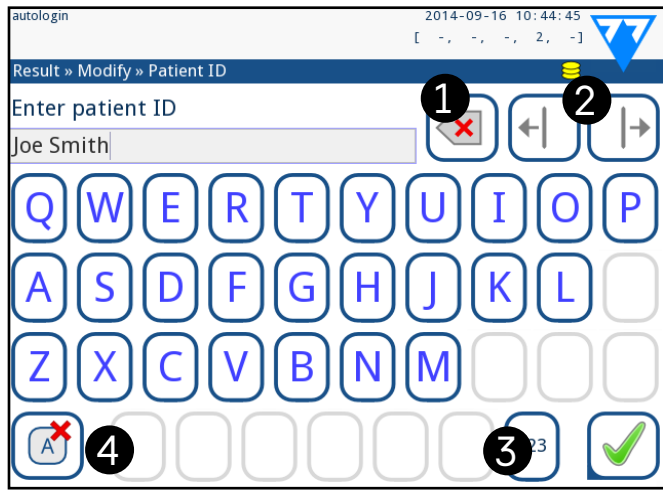 autologin 2014-09-16 10:44:45
[ -, -, -, 2, -]
Result » Modify » Patient ID
Enter patient ID
Joe Smith
1 2
Q W E R T Y U I O P
A S D F G H J K L
Z X C V B N M
A 4 3 23